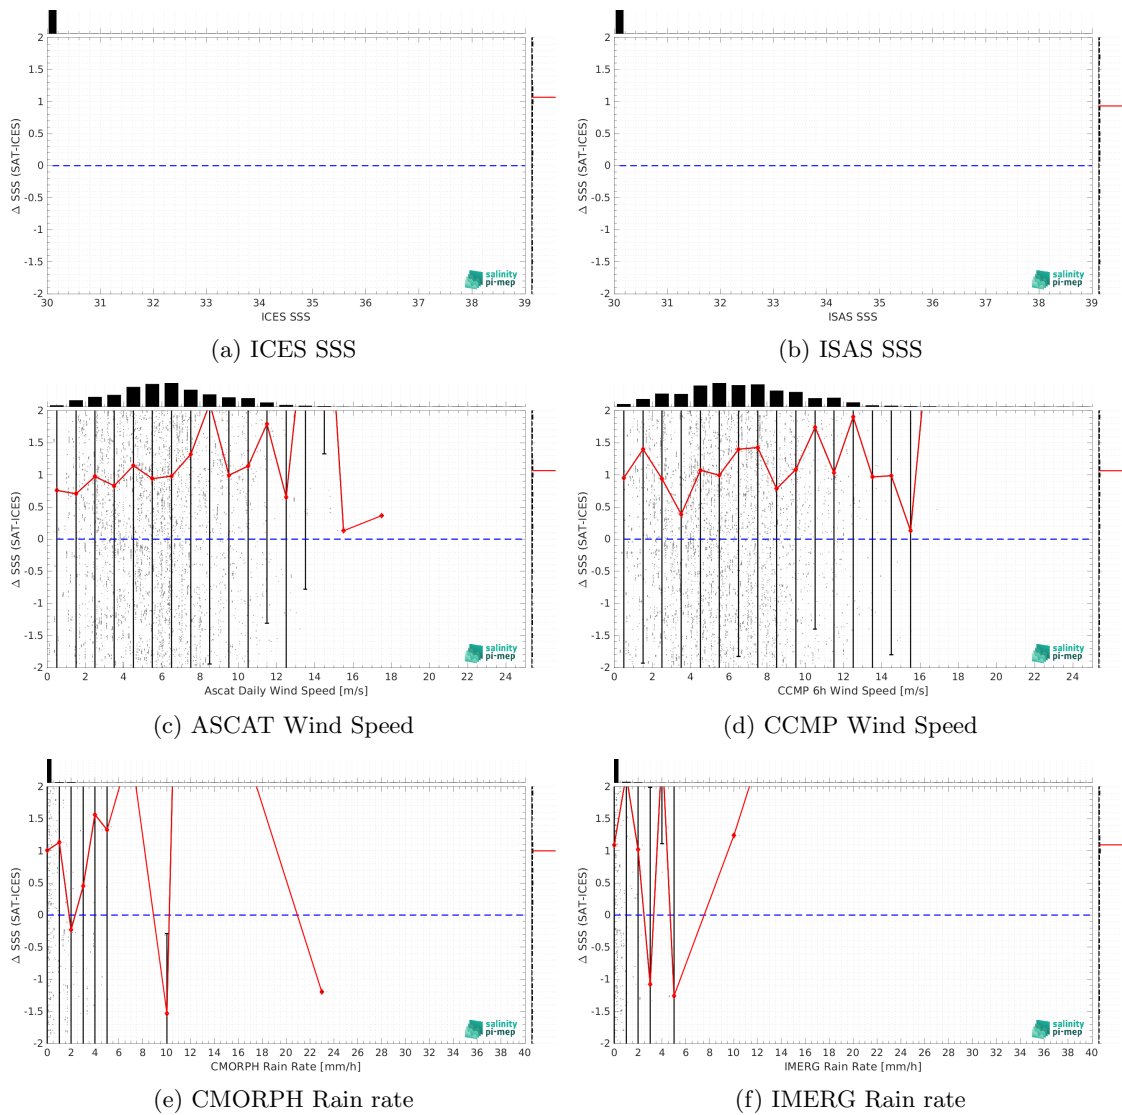 2
1.5
1
0.5
0
-0.5
-1
-1.5
-2
Δ SSS (SAT-ICES)
salinity
pi-mep
30 31 32 33 34 35 36 37 38 39
ICES SSS
(a) ICES SSS
2
1.5
1
0.5
0
-0.5
-1
-1.5
-2
Δ SSS (SAT-ICES)
salinity
pi-mep
30 31 32 33 34 35 36 37 38 39
ISAS SSS
(b) ISAS SSS
2
1.5
1
0.5
0
-0.5
-1
-1.5
-2
Δ SSS (SAT-ICES)
salinity
pi-mep
0 2 4 6 8 10 12 14 16 18 20 22 24
Ascat Daily Wind Speed [m/s]
(c) ASCAT Wind Speed
2
1.5
1
0.5
0
-0.5
-1
-1.5
-2
Δ SSS (SAT-ICES)
salinity
pi-mep
0 2 4 6 8 10 12 14 16 18 20 22 24
CCMP 6h Wind Speed [m/s]
(d) CCMP Wind Speed
2
1.5
1
0.5
0
-0.5
-1
-1.5
-2
Δ SSS (SAT-ICES)
salinity
pi-mep
0 2 4 6 8 10 12 14 16 18 20 22 24 26 28 30 32 34 36 38 40
CMORPH Rain Rate [mm/h]
(e) CMORPH Rain rate
2
1.5
1
0.5
0
-0.5
-1
-1.5
-2
Δ SSS (SAT-ICES)
salinity
pi-mep
0 2 4 6 8 10 12 14 16 18 20 22 24 26 28 30 32 34 36 38 40
IMERG Rain Rate [mm/h]
(f) IMERG Rain rate